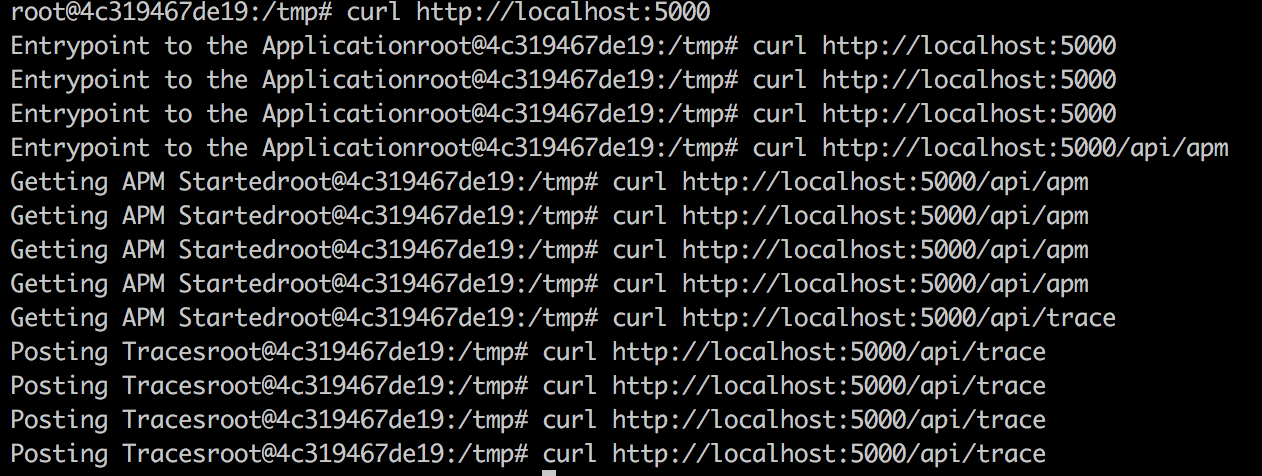 root@4c319467de19:/tmp# curl http://localhost:5000
Entrypoint to the Applicationroot@4c319467de19:/tmp# curl http://localhost:5000
Entrypoint to the Applicationroot@4c319467de19:/tmp# curl http://localhost:5000
Entrypoint to the Applicationroot@4c319467de19:/tmp# curl http://localhost:5000
Entrypoint to the Applicationroot@4c319467de19:/tmp# curl http://localhost:5000/api/apm
Getting APM Startedroot@4c319467de19:/tmp# curl http://localhost:5000/api/apm
Getting APM Startedroot@4c319467de19:/tmp# curl http://localhost:5000/api/apm
Getting APM Startedroot@4c319467de19:/tmp# curl http://localhost:5000/api/apm
Getting APM Startedroot@4c319467de19:/tmp# curl http://localhost:5000/api/apm
Getting APM Startedroot@4c319467de19:/tmp# curl http://localhost:5000/api/trace
Posting Tracesroot@4c319467de19:/tmp# curl http://localhost:5000/api/trace
Posting Tracesroot@4c319467de19:/tmp# curl http://localhost:5000/api/trace
Posting Tracesroot@4c319467de19:/tmp# curl http://localhost:5000/api/trace
Posting Tracesroot@4c319467de19:/tmp# curl http://localhost:5000/api/trace